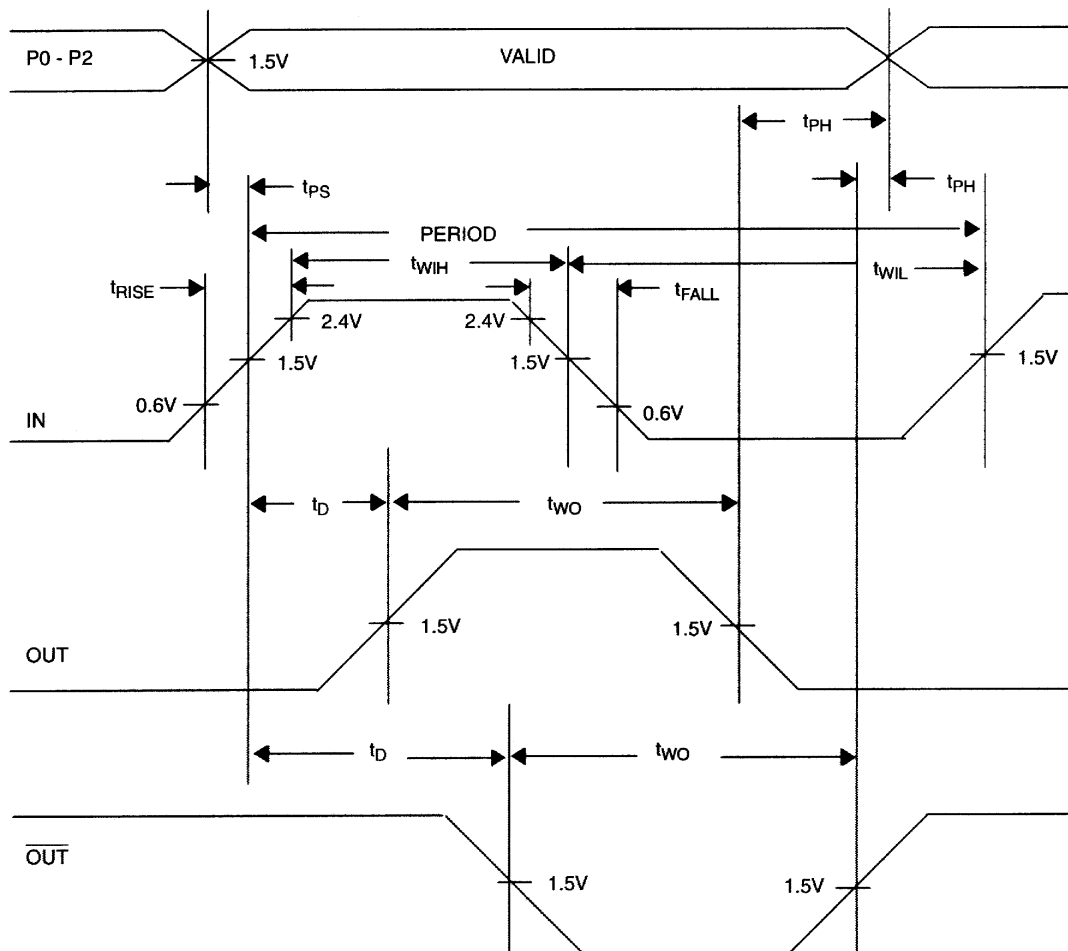 P0 - P2
1.5V
VALID
tPH
tPS
tPH
PERIOD
tWIH
tWIL
tRISE
tFALL
2.4V
2.4V
1.5V
1.5V
1.5V
0.6V
0.6V
IN
tD
tWO
1.5V
1.5V
OUT
tD
tWO
OUT
1.5V
1.5V